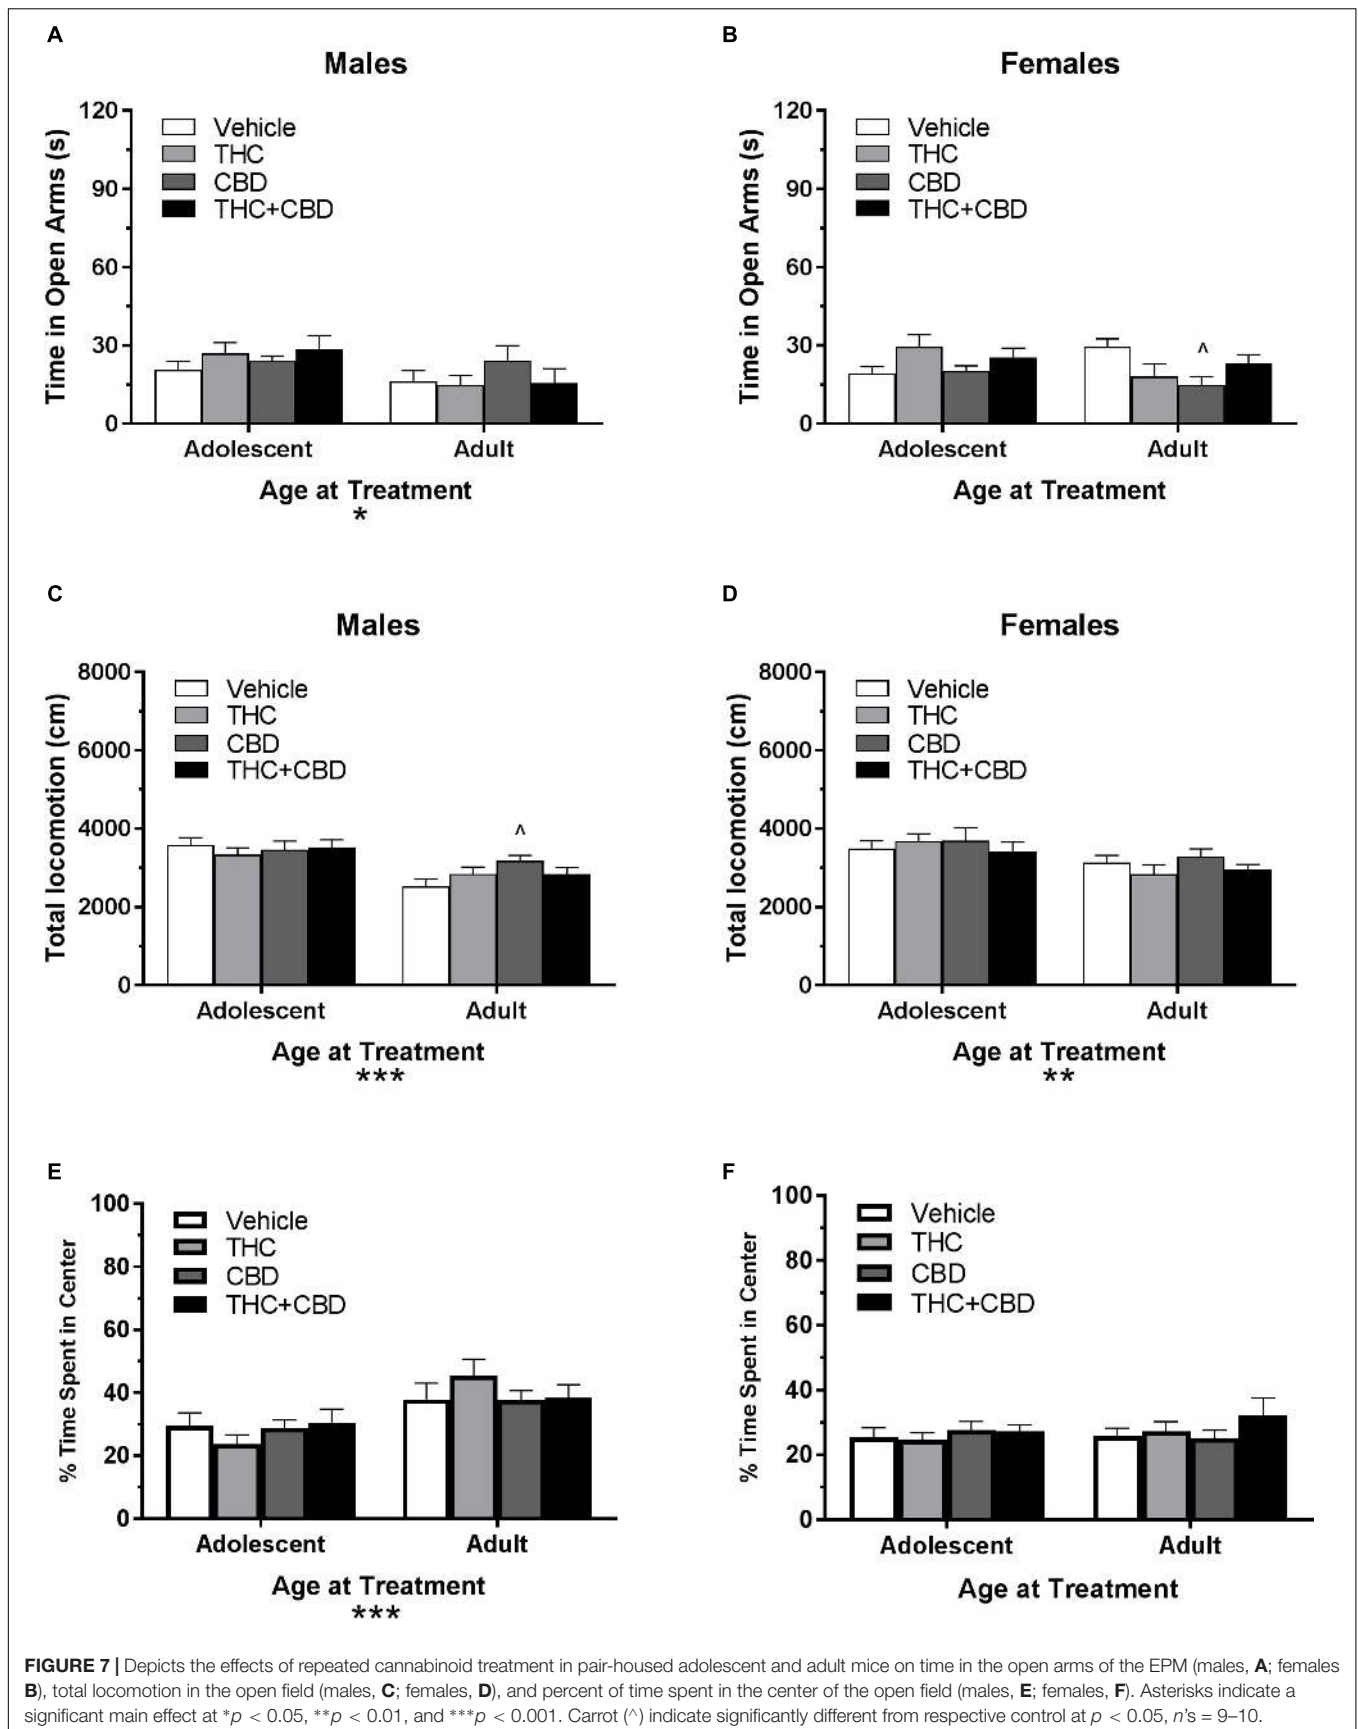 A
Males
120
90
60
30
0
Time in Open Arms (s)
Vehicle
THC
CBD
THC+CBD
Adolescent Adult
Age at Treatment
*
B
Females
120
90
60
30
0
Time in Open Arms (s)
Vehicle
THC
CBD
THC+CBD
^
Adolescent Adult
Age at Treatment
C
Males
8000
6000
4000
2000
0
Total locomotion (cm)
Vehicle
THC
CBD
THC+CBD
^
Adolescent Adult
Age at Treatment
***
D
Females
8000
6000
4000
2000
0
Total locomotion (cm)
Vehicle
THC
CBD
THC+CBD
Adolescent Adult
Age at Treatment
**
E
100
80
60
40
20
0
% Time Spent in Center
Vehicle
THC
CBD
THC+CBD
Adolescent Adult
Age at Treatment
***
F
100
80
60
40
20
0
% Time Spent in Center
Vehicle
THC
CBD
THC+CBD
Adolescent Adult
Age at Treatment
FIGURE 7 | Depicts the effects of repeated cannabinoid treatment in pair-housed adolescent and adult mice on time in the open arms of the EPM (males, A; females
B), total locomotion in the open field (males, C; females, D), and percent of time spent in the center of the open field (males, E; females, F). Asterisks indicate a
significant main effect at *p < 0.05, **p < 0.01, and ***p < 0.001. Carrot (^) indicate significantly different from respective control at p < 0.05, n's = 9–10.